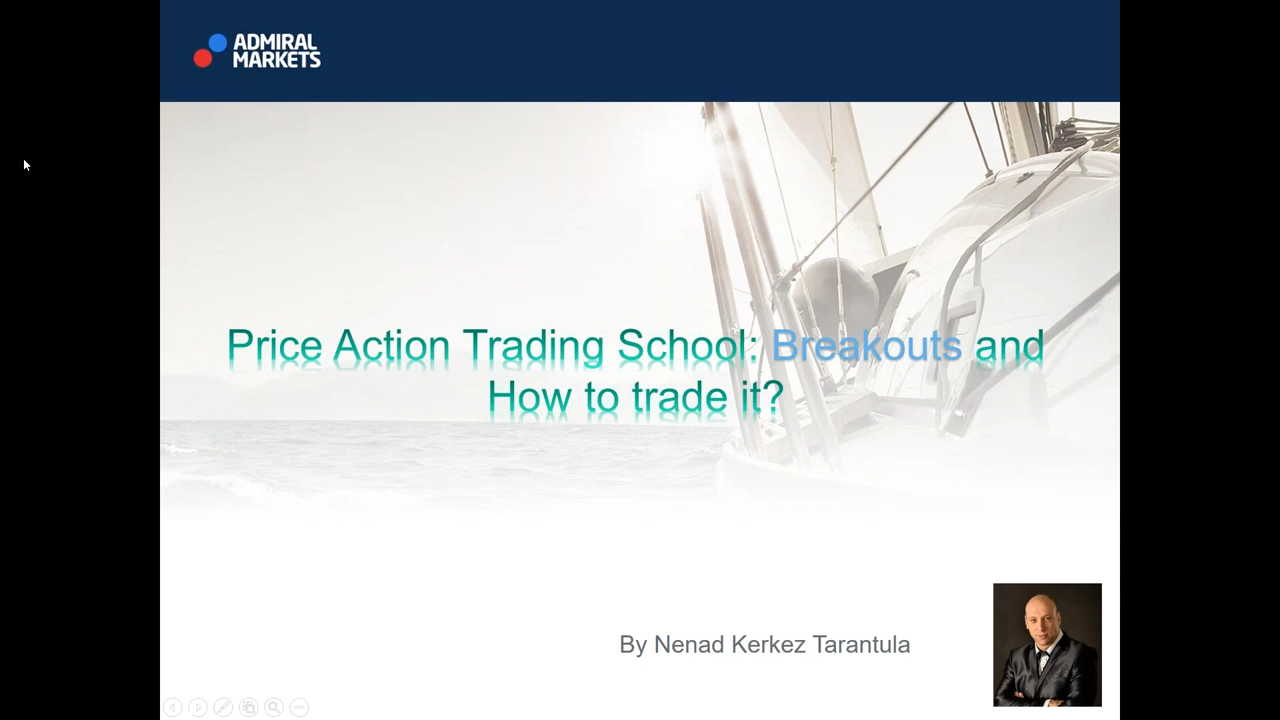 ADMIRAL
MARKETS
Price Action Trading School: Breakouts and
How to trade it?
By Nenad Kerkez Tarantula